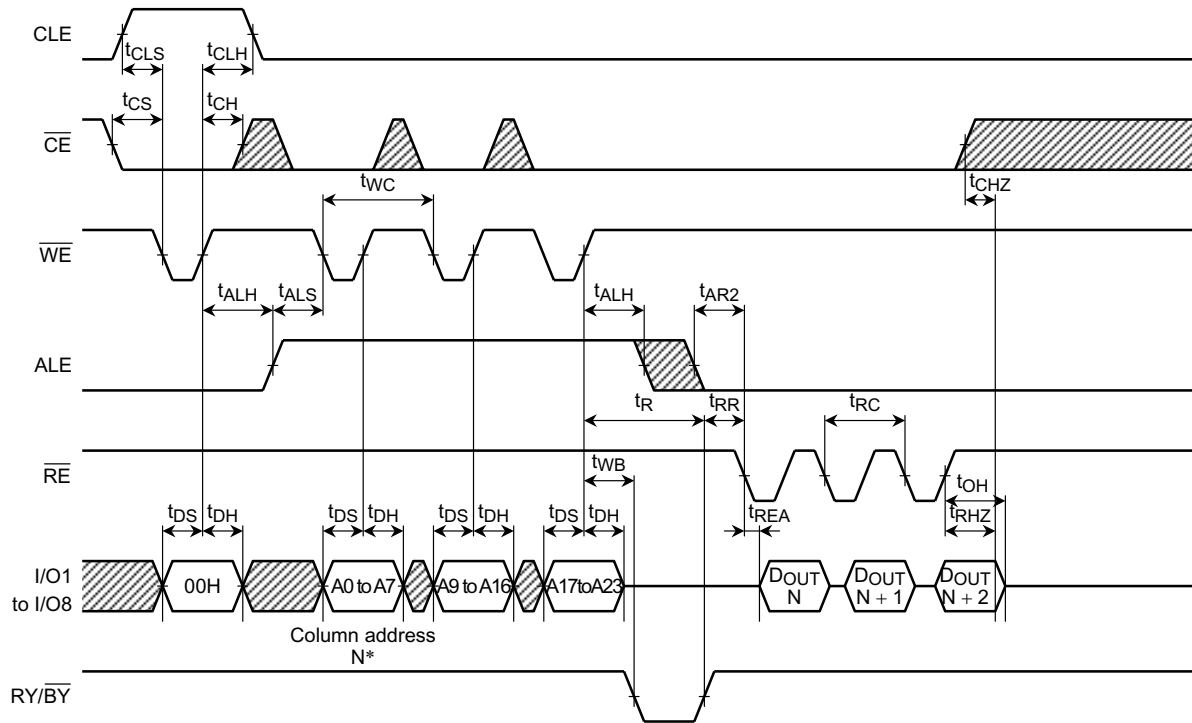 CLE
tCLS
tCLH
tCS
tCH
CE
tCHZ
tWC
WE
tALH
tALS
tALH
tAR2
ALE
tR
tRR
tRC
RE
tWB
tOH
tDS
tDH
tDS
tDH
tDS
tDH
tDS
tDH
tREA
tRHZ
I/O1
to I/O8
00H
A0 to A7
A9 to A16
A17 to A23
DOUT
N
DOUT
N + 1
DOUT
N + 2
Column address
N*
RY/BY